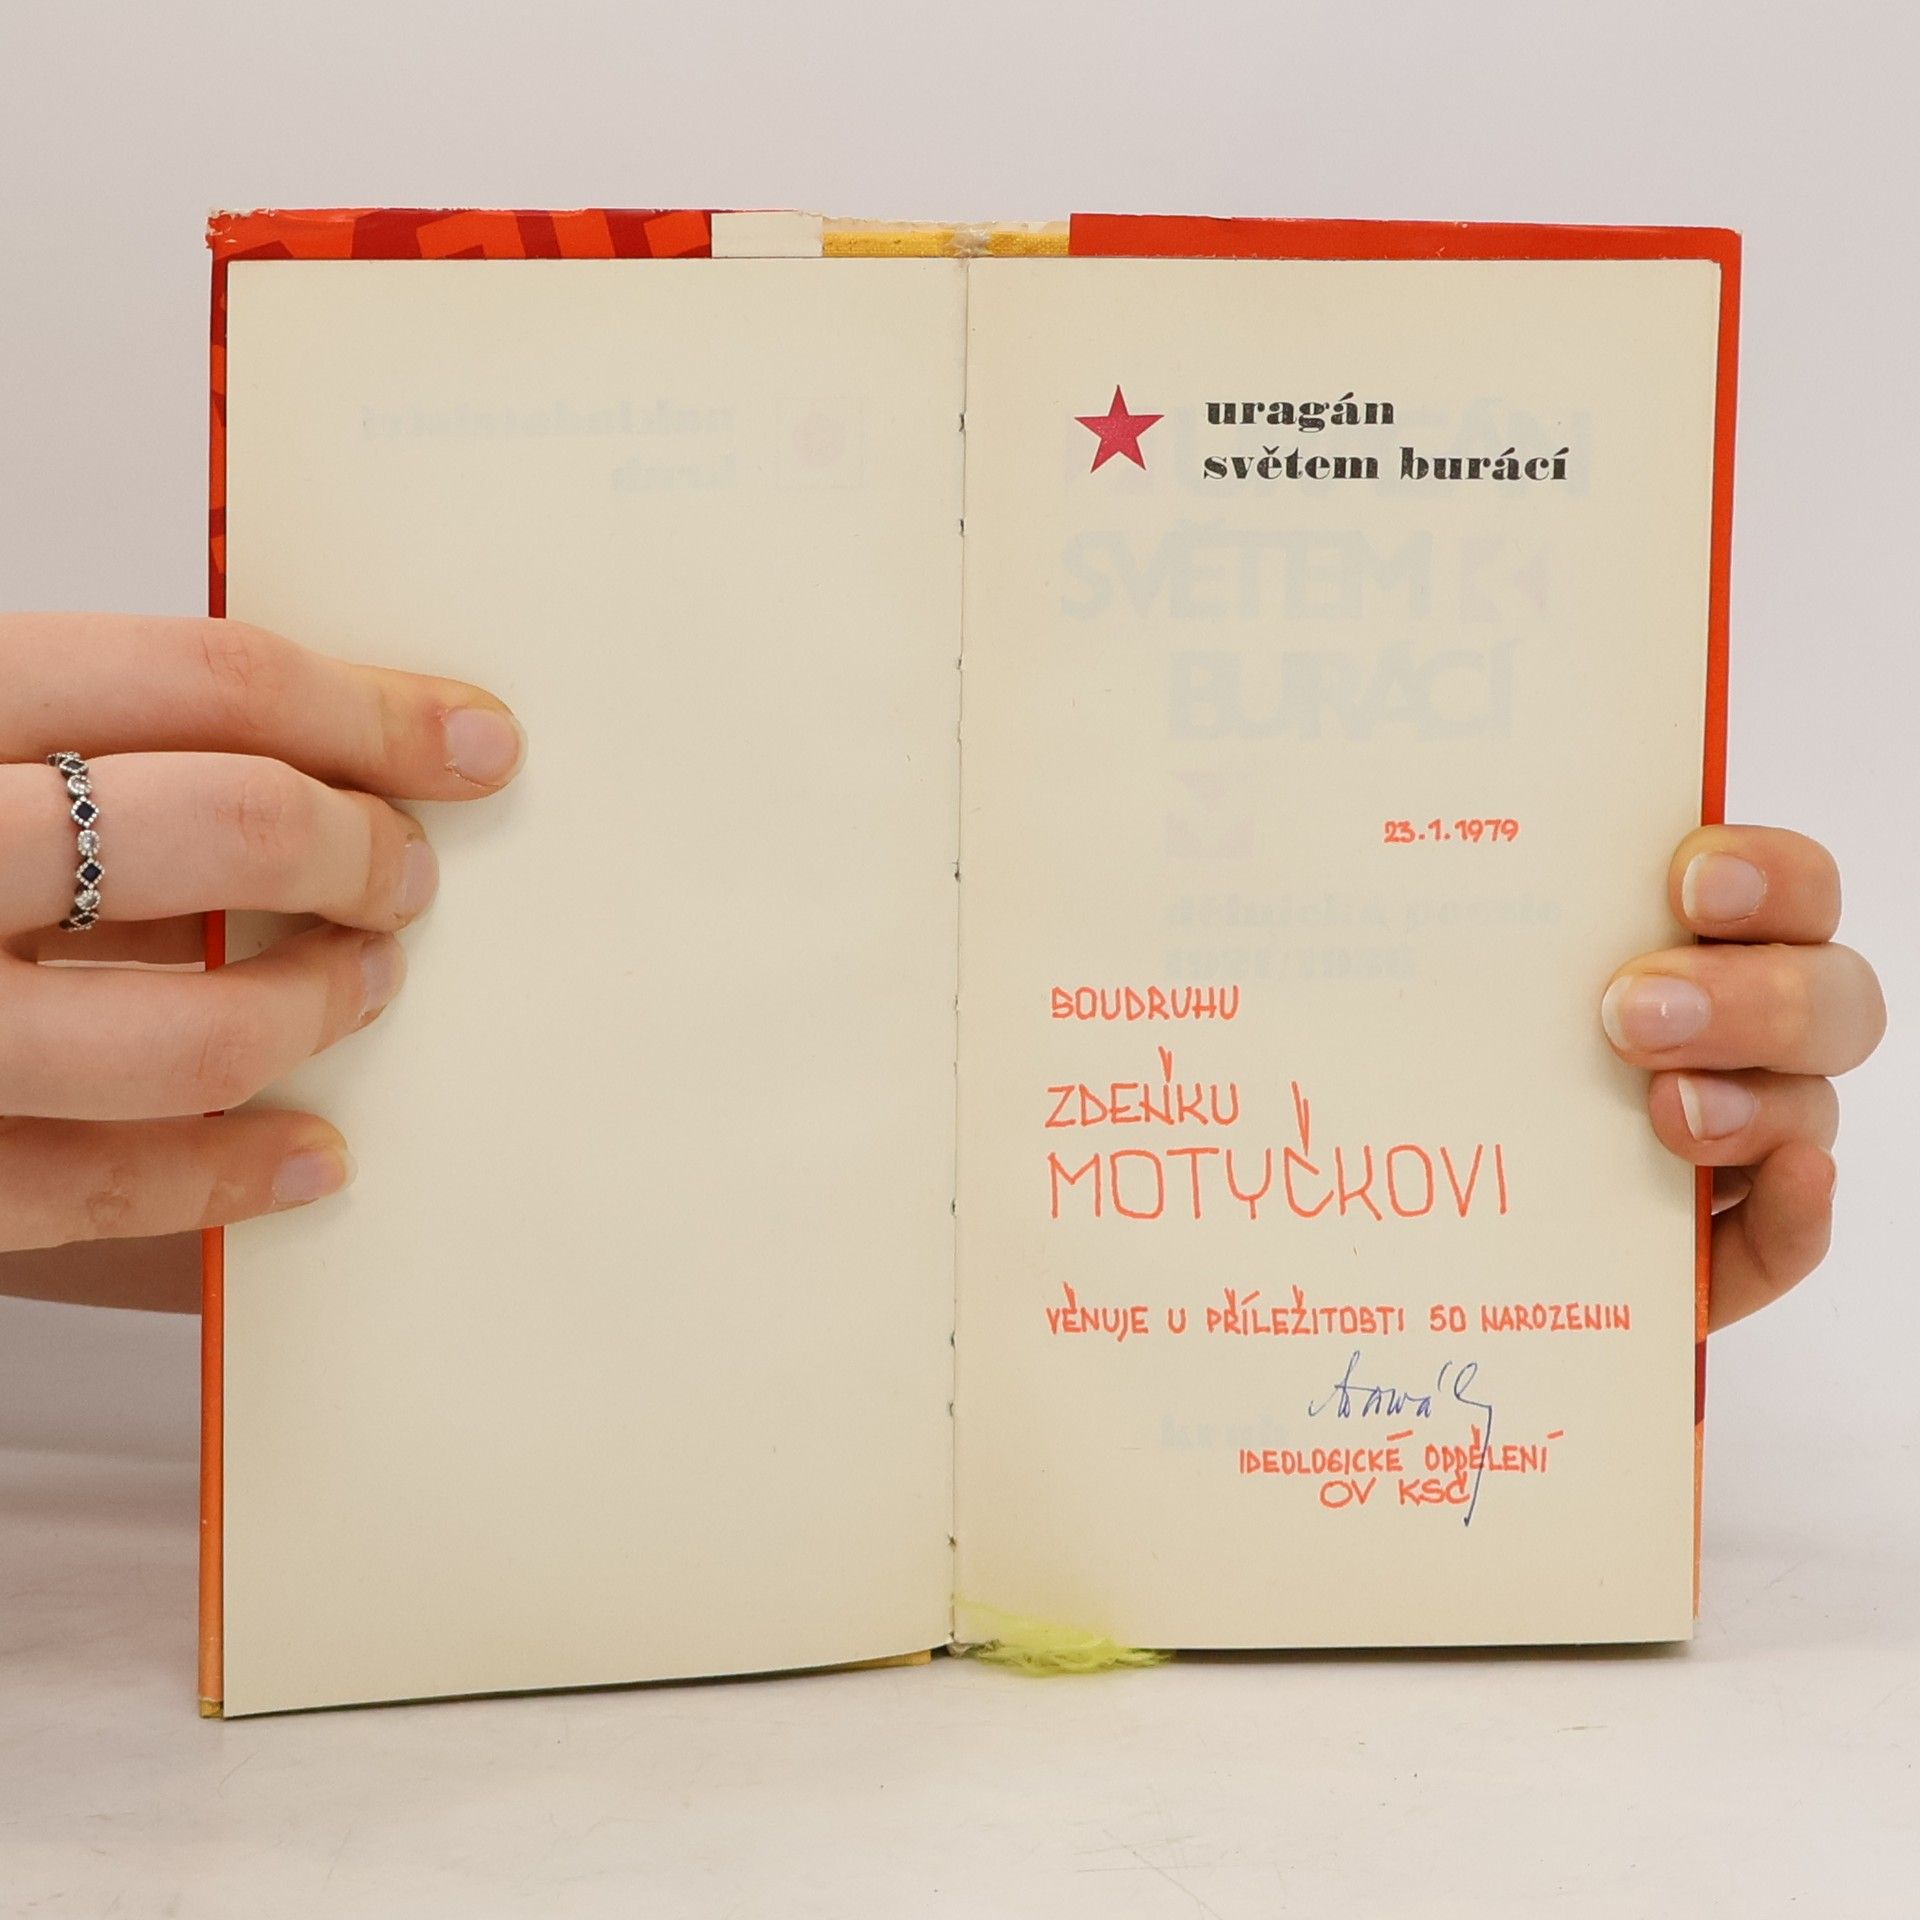 uragán
světem burácí
23.1.1979
SOUDRUHU
ZDEŇKU
MOTYČKOVI
VĚNUJE U PŘÍLEŽITOSTI 50 NAROZENIN
IDEOLOGICKÉ ODDĚLENÍ
OV KSČ